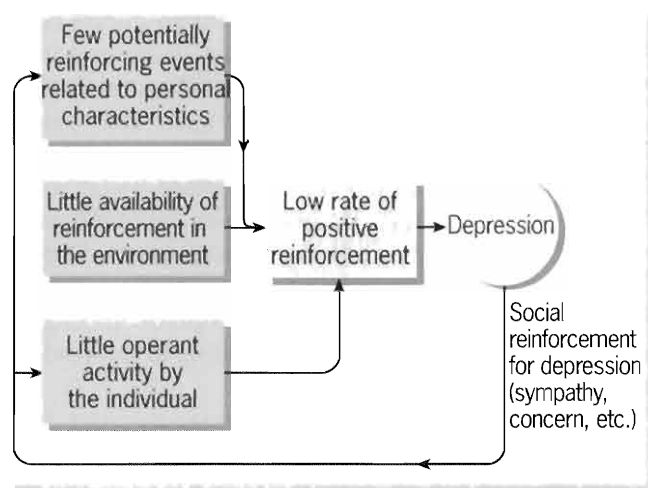 Few potentially
reinforcing events
related to personal
characteristics
Little availability of
reinforcement in
the environment
Low rate of
positive
reinforcement
Depression
Little operant
activity by
the individual
Social
reinforcement
for depression
(sympathy,
concern, etc.)